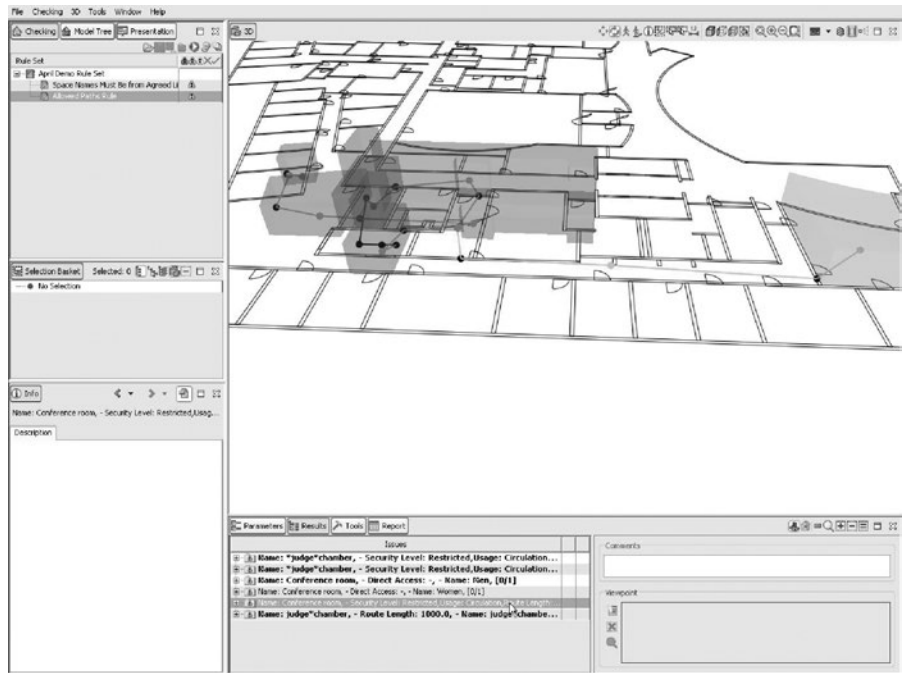 File Checking 3D Tools Window Help
Checking Model Tree Presentation
3D
Rule Set
April Demo Rule Set
Space Names Must Be from Agreed Li
Allowed Paths Rule
Selection Basket Selected: 0
No Selection
Info
Name: Conference room, - Security Level: Restricted,Usag...
Description
Parameters Results Tools Report
Issues
Name: *judge*chamber, - Security Level: Restricted,Usage: Circulation...
Name: *judge*chamber, - Security Level: Restricted,Usage: Circulation...
Name: Conference room, - Direct Access: -, - Name: Men, [0/1]
Name: Conference room, - Direct Access: -, - Name: Women, [0/1]
Name: Conference room, - Security Level: Restricted,Usage: Circulation,Route Length
Name: judge*chamber, - Route Length: 1000.0, - Name: judge*chambe...
Comments
Viewpoint